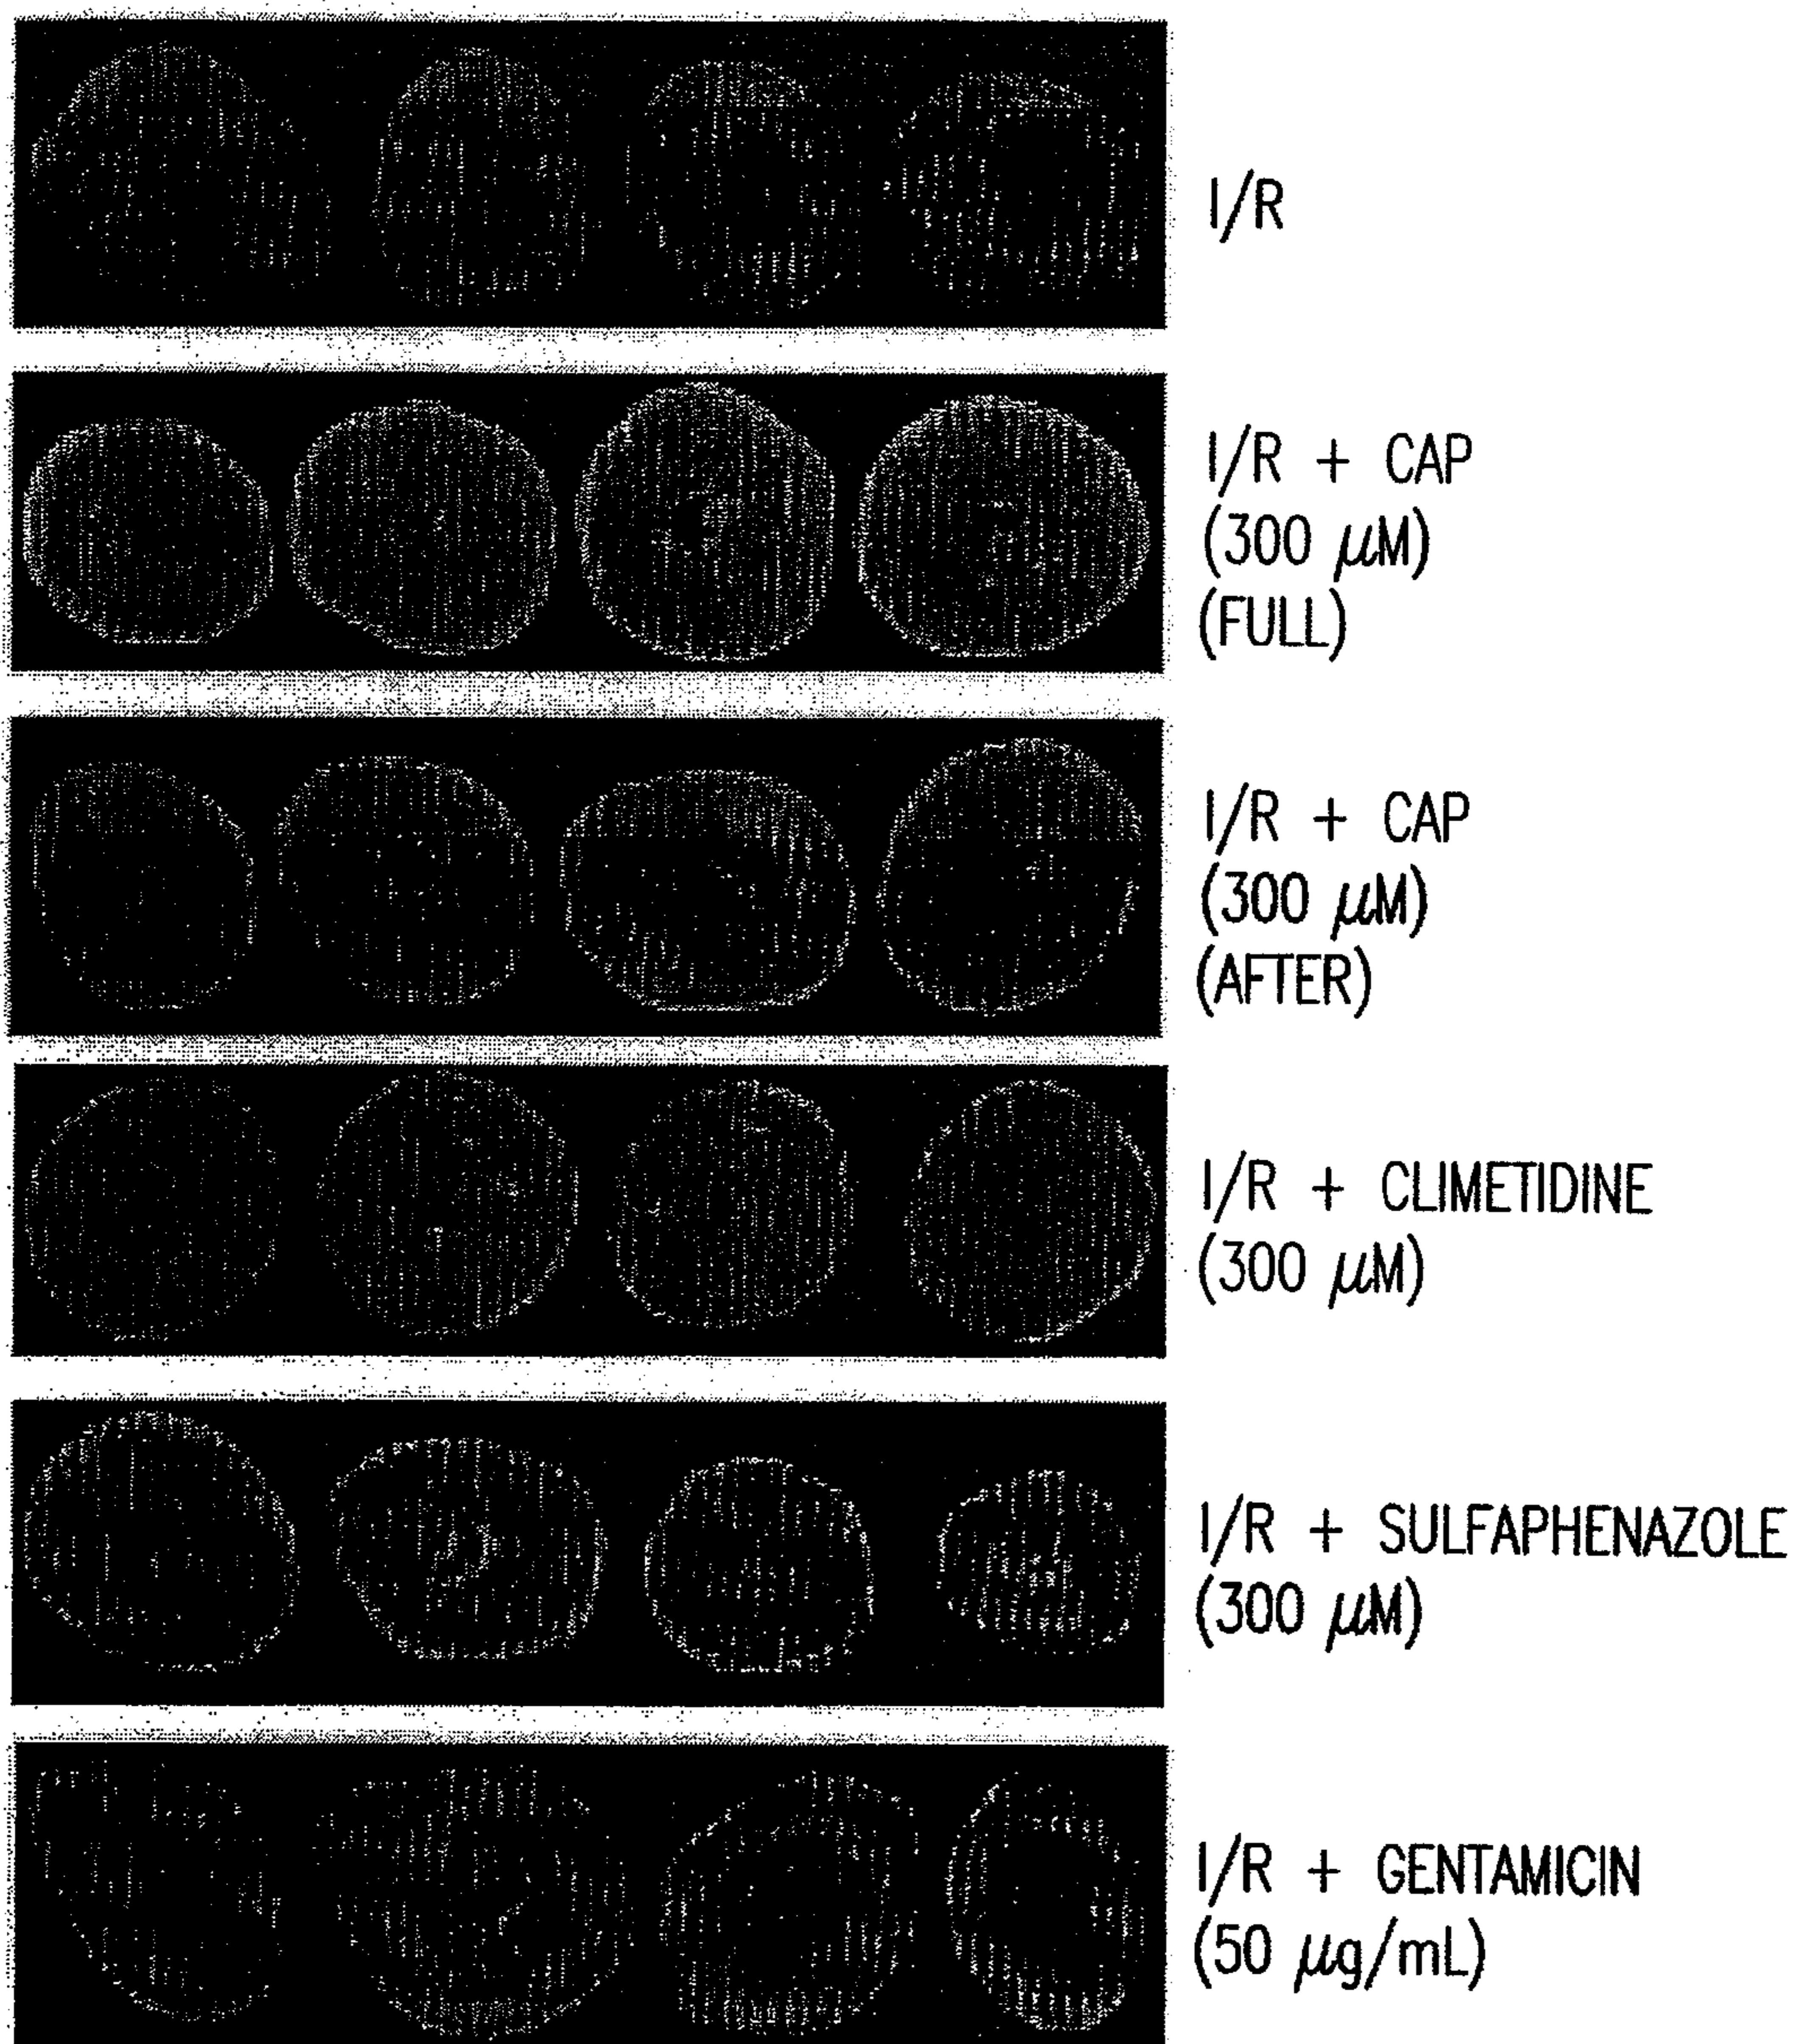 I/R
I/R + CAP
(300 μM)
(FULL)
I/R + CAP
(300 μM)
(AFTER)
I/R + CLIMETIDINE
(300 μM)
I/R + SULFAPHENAZOLE
(300 μM)
I/R + GENTAMICIN
(50 μg/mL)